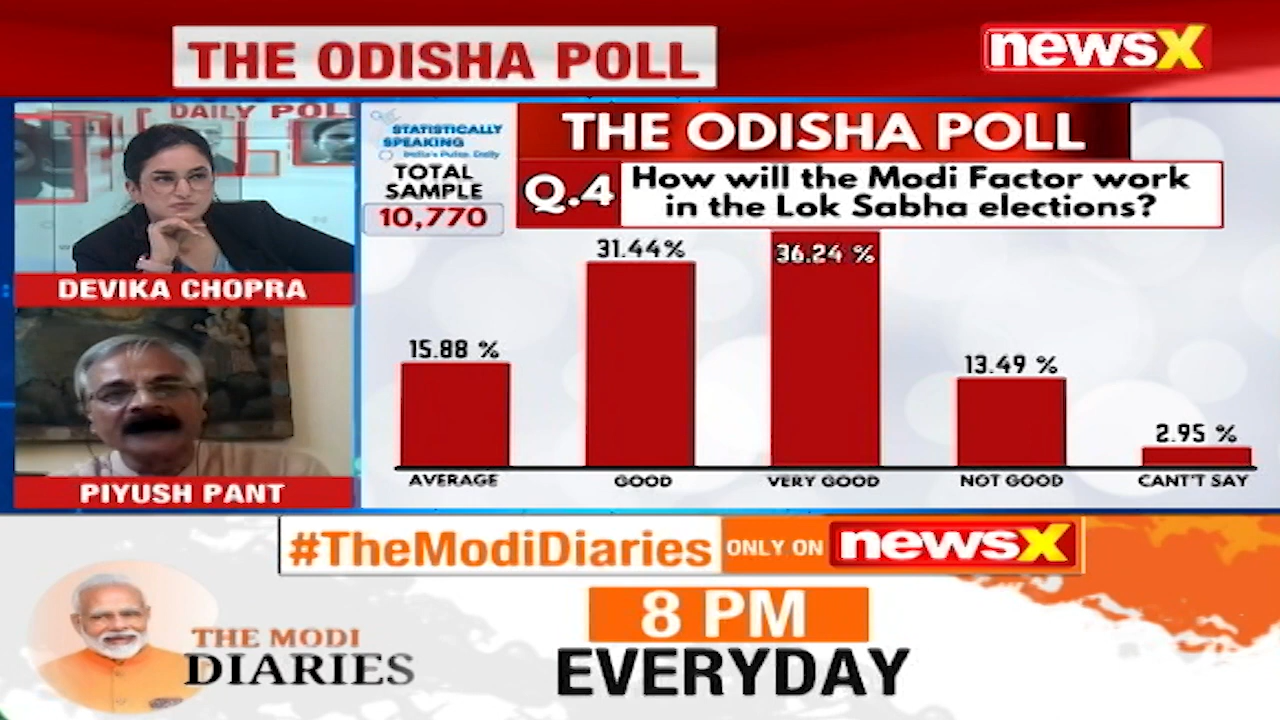 THE ODISHA POLL
newsX
DAILY POLL
STATISTICALLY
SPEAKING
India's Pulse, Daily
TOTAL
SAMPLE
10,770
THE ODISHA POLL
Q.4
How will the Modi Factor work
in the Lok Sabha elections?
15.88 %
31.44%
36.24 %
13.49 %
2.95 %
AVERAGE
GOOD
VERY GOOD
NOT GOOD
CANT'T SAY
DEVIKA CHOPRA
PIYUSH PANT
#TheModiDiaries
ONLY ON
newsX
THE MODI
DIARIES
8 PM
EVERYDAY